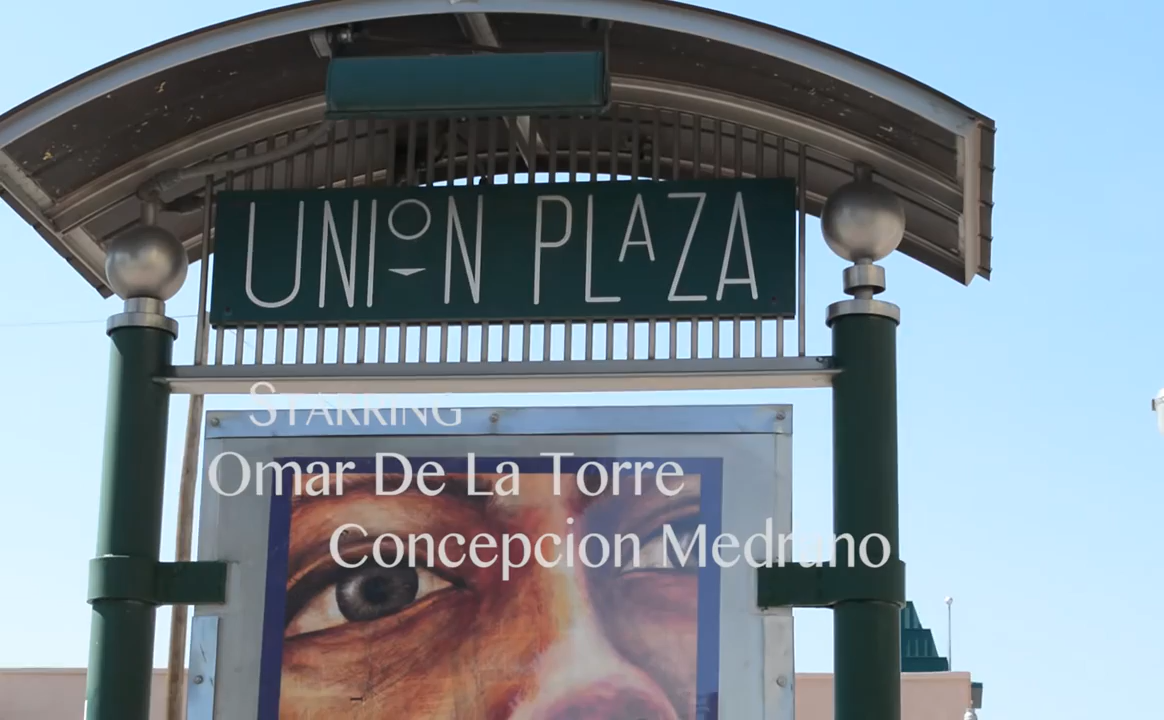 UNION PLAZA
STARRING
Omar De La Torre
Concepcion Medrano